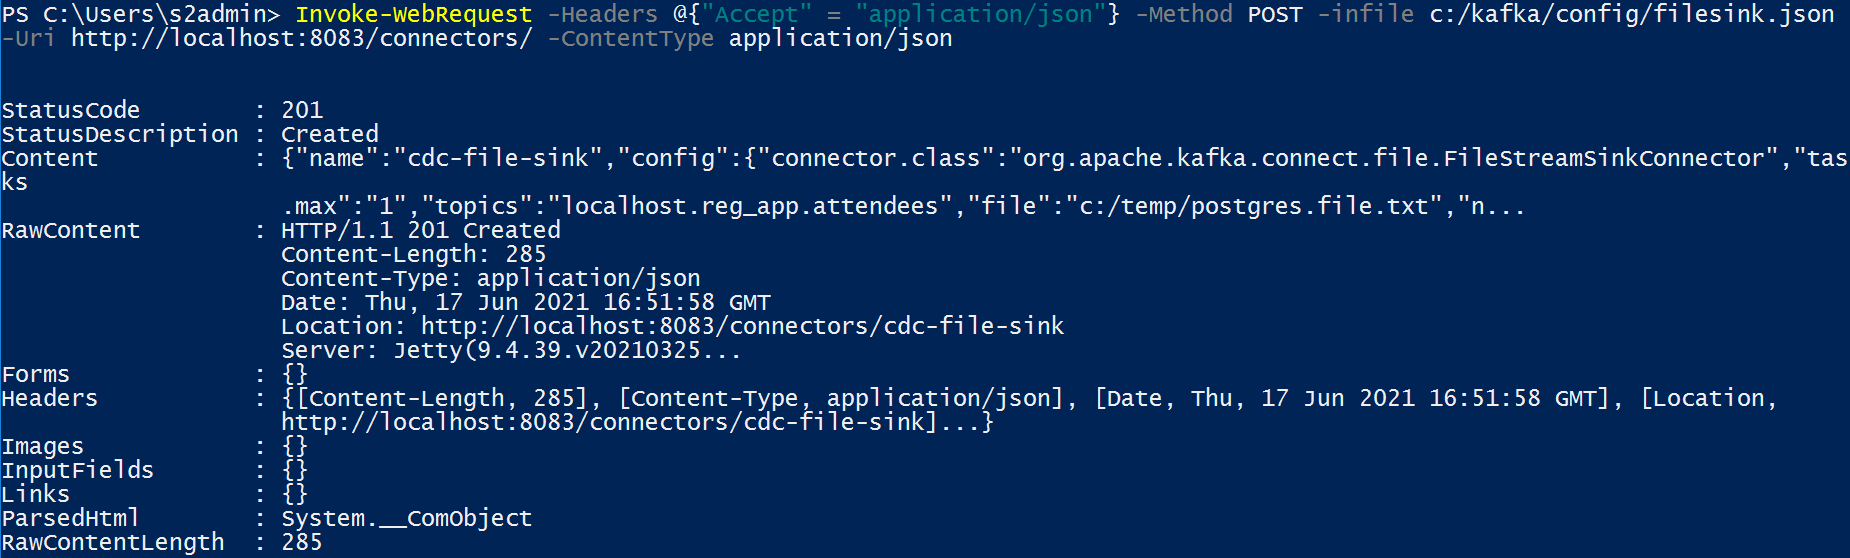 PS C:\Users\s2admin> Invoke-WebRequest -Headers @{"Accept" = "application/json"} -Method POST -infile c:/kafka/config/filesink.json
-Uri http://localhost:8083/connectors/ -ContentType application/json
StatusCode        : 201
StatusDescription : Created
Content           : {"name":"cdc-file-sink","config":{"connector.class":"org.apache.kafka.connect.file.FileStreamSinkConnector","tas
ks
                    .max":"1","topics":"localhost.reg_app.attendees","file":"c:/temp/postgres.file.txt","n...
RawContent        : HTTP/1.1 201 Created
                    Content-Length: 285
                    Content-Type: application/json
                    Date: Thu, 17 Jun 2021 16:51:58 GMT
                    Location: http://localhost:8083/connectors/cdc-file-sink
                    Server: Jetty(9.4.39.v20210325...
Forms             : {}
Headers           : {[Content-Length, 285], [Content-Type, application/json], [Date, Thu, 17 Jun 2021 16:51:58 GMT], [Location,
                    http://localhost:8083/connectors/cdc-file-sink]...}
Images            : {}
InputFields       : {}
Links             : {}
ParsedHtml        : System.__ComObject
RawContentLength  : 285